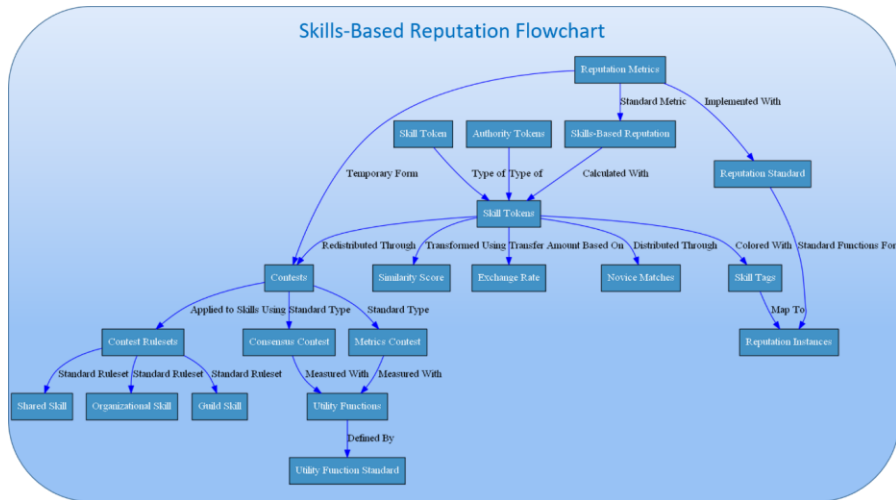 Skills-Based Reputation Flowchart
Reputation Metrics
Standard Metric
Implemented With
Skill Token
Authority Tokens
Skills-Based Reputation
Temporary Form
Type of
Type of
Calculated With
Reputation Standard
Skill Tokens
Redistributed Through
Transformed Using
Transfer Amount Based On
Distributed Through
Colored With
Standard Functions For
Contests
Similarity Score
Exchange Rate
Novice Matches
Skill Tags
Applied to Skills Using
Standard Type
Standard Type
Map To
Contest Rulesets
Consensus Contest
Metrics Contest
Reputation Instances
Standard Ruleset
Standard Ruleset
Standard Ruleset
Measured With
Measured With
Shared Skill
Organizational Skill
Guild Skill
Utility Functions
Defined By
Utility Function Standard